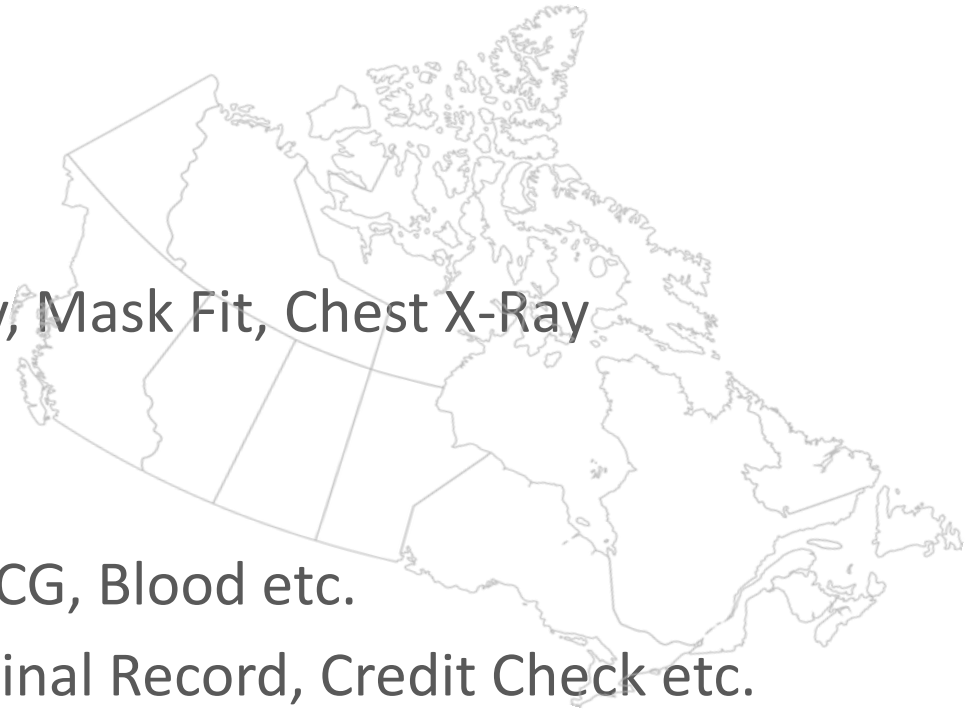 , Mask Fit, Chest X-Ray
CG, Blood etc.
inal Record, Credit Check etc.